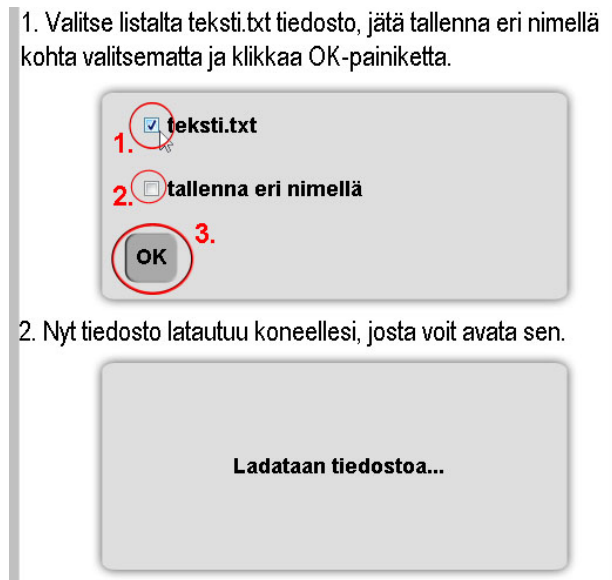 1. Valitse listalta teksti.txt tiedosto, jätä tallenna eri nimellä
kohta valitsematta ja klikkaa OK-painiketta.
1. teksti.txt
2. tallenna eri nimellä
OK 3.
2. Nyt tiedosto latautuu koneellesi, josta voit avata sen.
Ladataan tiedostoa...